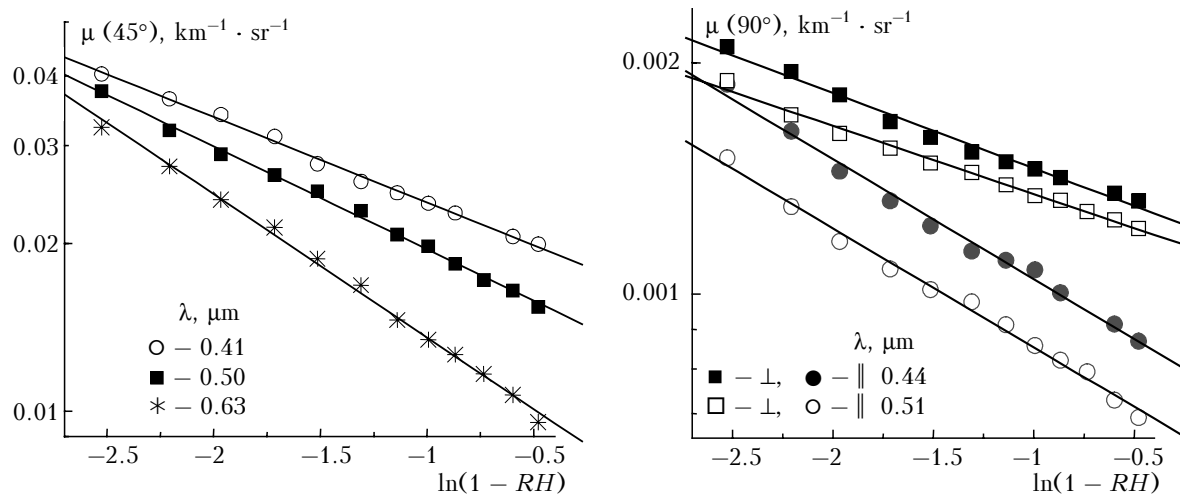 μ (45°), km⁻¹ · sr⁻¹
0.04
0.03
0.02
0.01
λ, μm
– 0.41
– 0.50
– 0.63
−2.5 −2 −1.5 −1 −0.5
ln(1 − RH)
μ (90°), km⁻¹ · sr⁻¹
0.002
0.001
λ, μm
– ⊥, – ∥ 0.44
– ⊥, – ∥ 0.51
−2.5 −2 −1.5 −1 −0.5
ln(1 − RH)